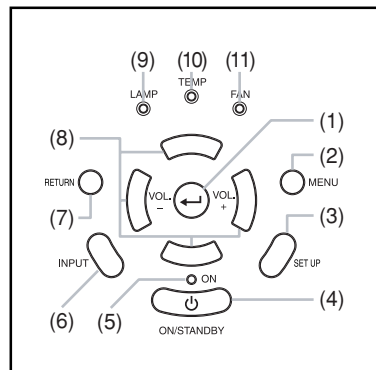 (9) (10) (11)
TEMP
LAMP FAN
(1)
(8)
(2)
RETURN VOL. VOL. MENU
− +
(7) (3)
INPUT SET UP
ON
(6) (5) (4)
ON/STANDBY